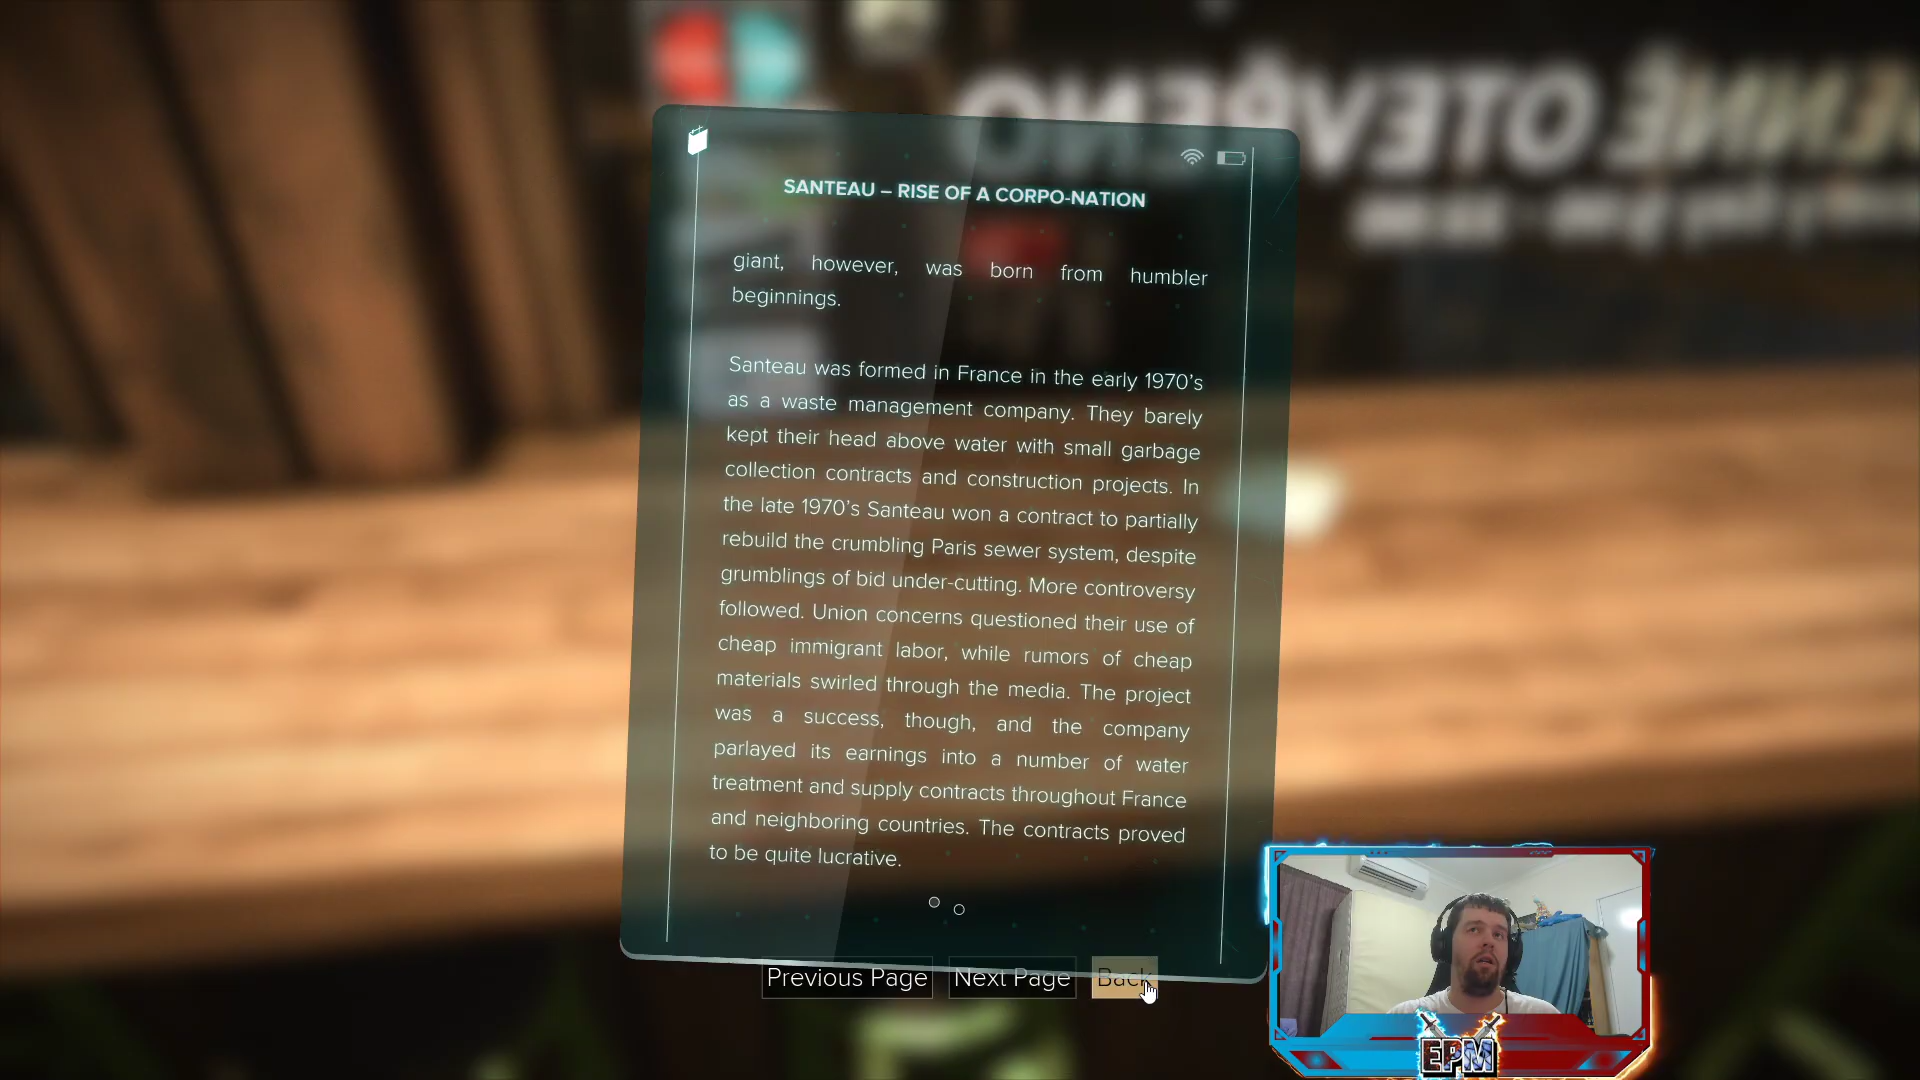 OTEVŘENO
SANTEAU – RISE OF A CORPO-NATION
giant, however, was born from humbler
beginnings.
Santeau was formed in France in the early 1970's
as a waste management company. They barely
kept their head above water with small garbage
collection contracts and construction projects. In
the late 1970's Santeau won a contract to partially
rebuild the crumbling Paris sewer system, despite
grumblings of bid under-cutting. More controversy
followed. Union concerns questioned their use of
cheap immigrant labor, while rumors of cheap
materials swirled through the media. The project
was a success, though, and the company
parlayed its earnings into a number of water
treatment and supply contracts throughout France
and neighboring countries. The contracts proved
to be quite lucrative.
Previous Page Next Page Back
EPM